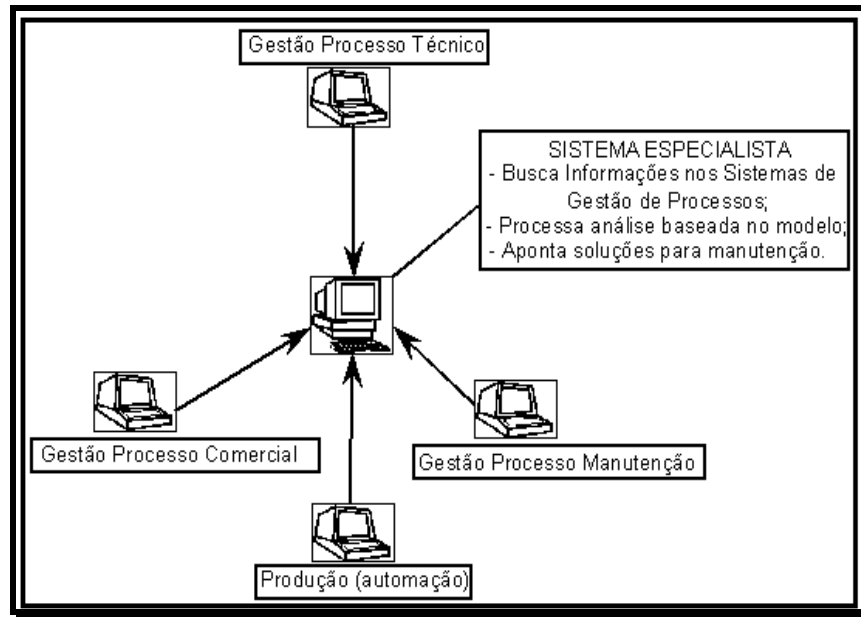 Gestão Processo Técnico
SISTEMA ESPECIALISTA
- Busca Informações nos Sistemas de
Gestão de Processos;
- Processa análise baseada no modelo;
- Aponta soluções para manutenção.
Gestão Processo Comercial
Gestão Processo Manutenção
Produção (automação)